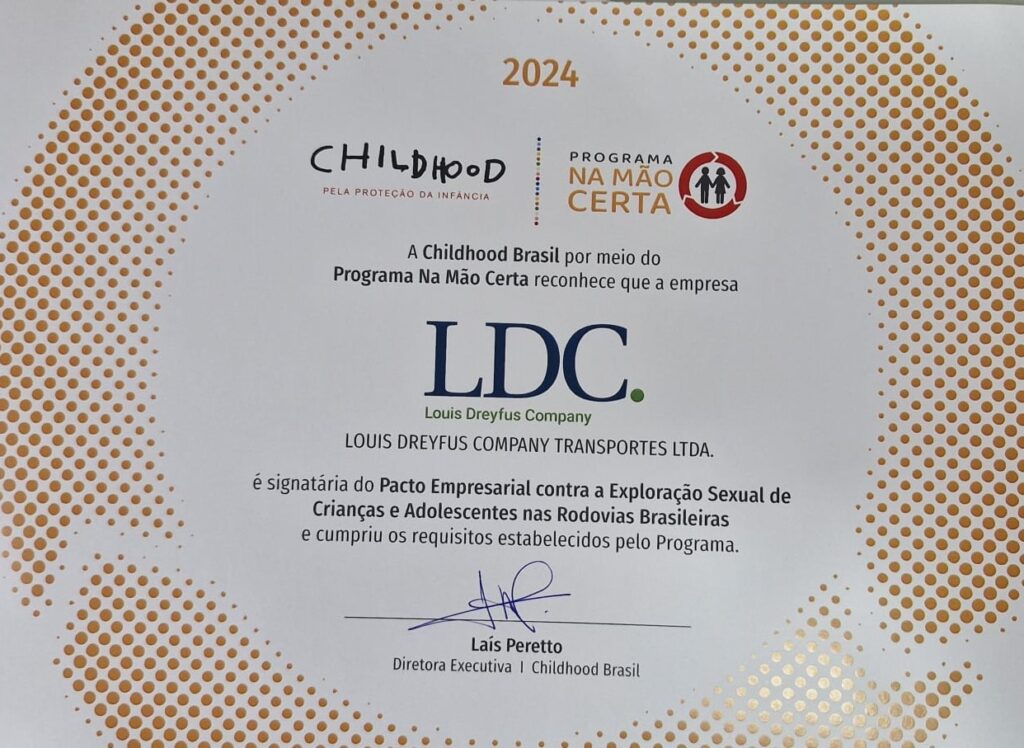 2024
CHILDHOOD
PELA PROTEÇÃO DA INFÂNCIA
PROGRAMA
NA MÃO
CERTA
A Childhood Brasil por meio do
Programa Na Mão Certa reconhece que a empresa
LDC.
Louis Dreyfus Company
LOUIS DREYFUS COMPANY TRANSPORTES LTDA.
é signatária do Pacto Empresarial contra a Exploração Sexual de
Crianças e Adolescentes nas Rodovias Brasileiras
e cumpriu os requisitos estabelecidos pelo Programa.
Laís Peretto
Diretora Executiva | Childhood Brasil